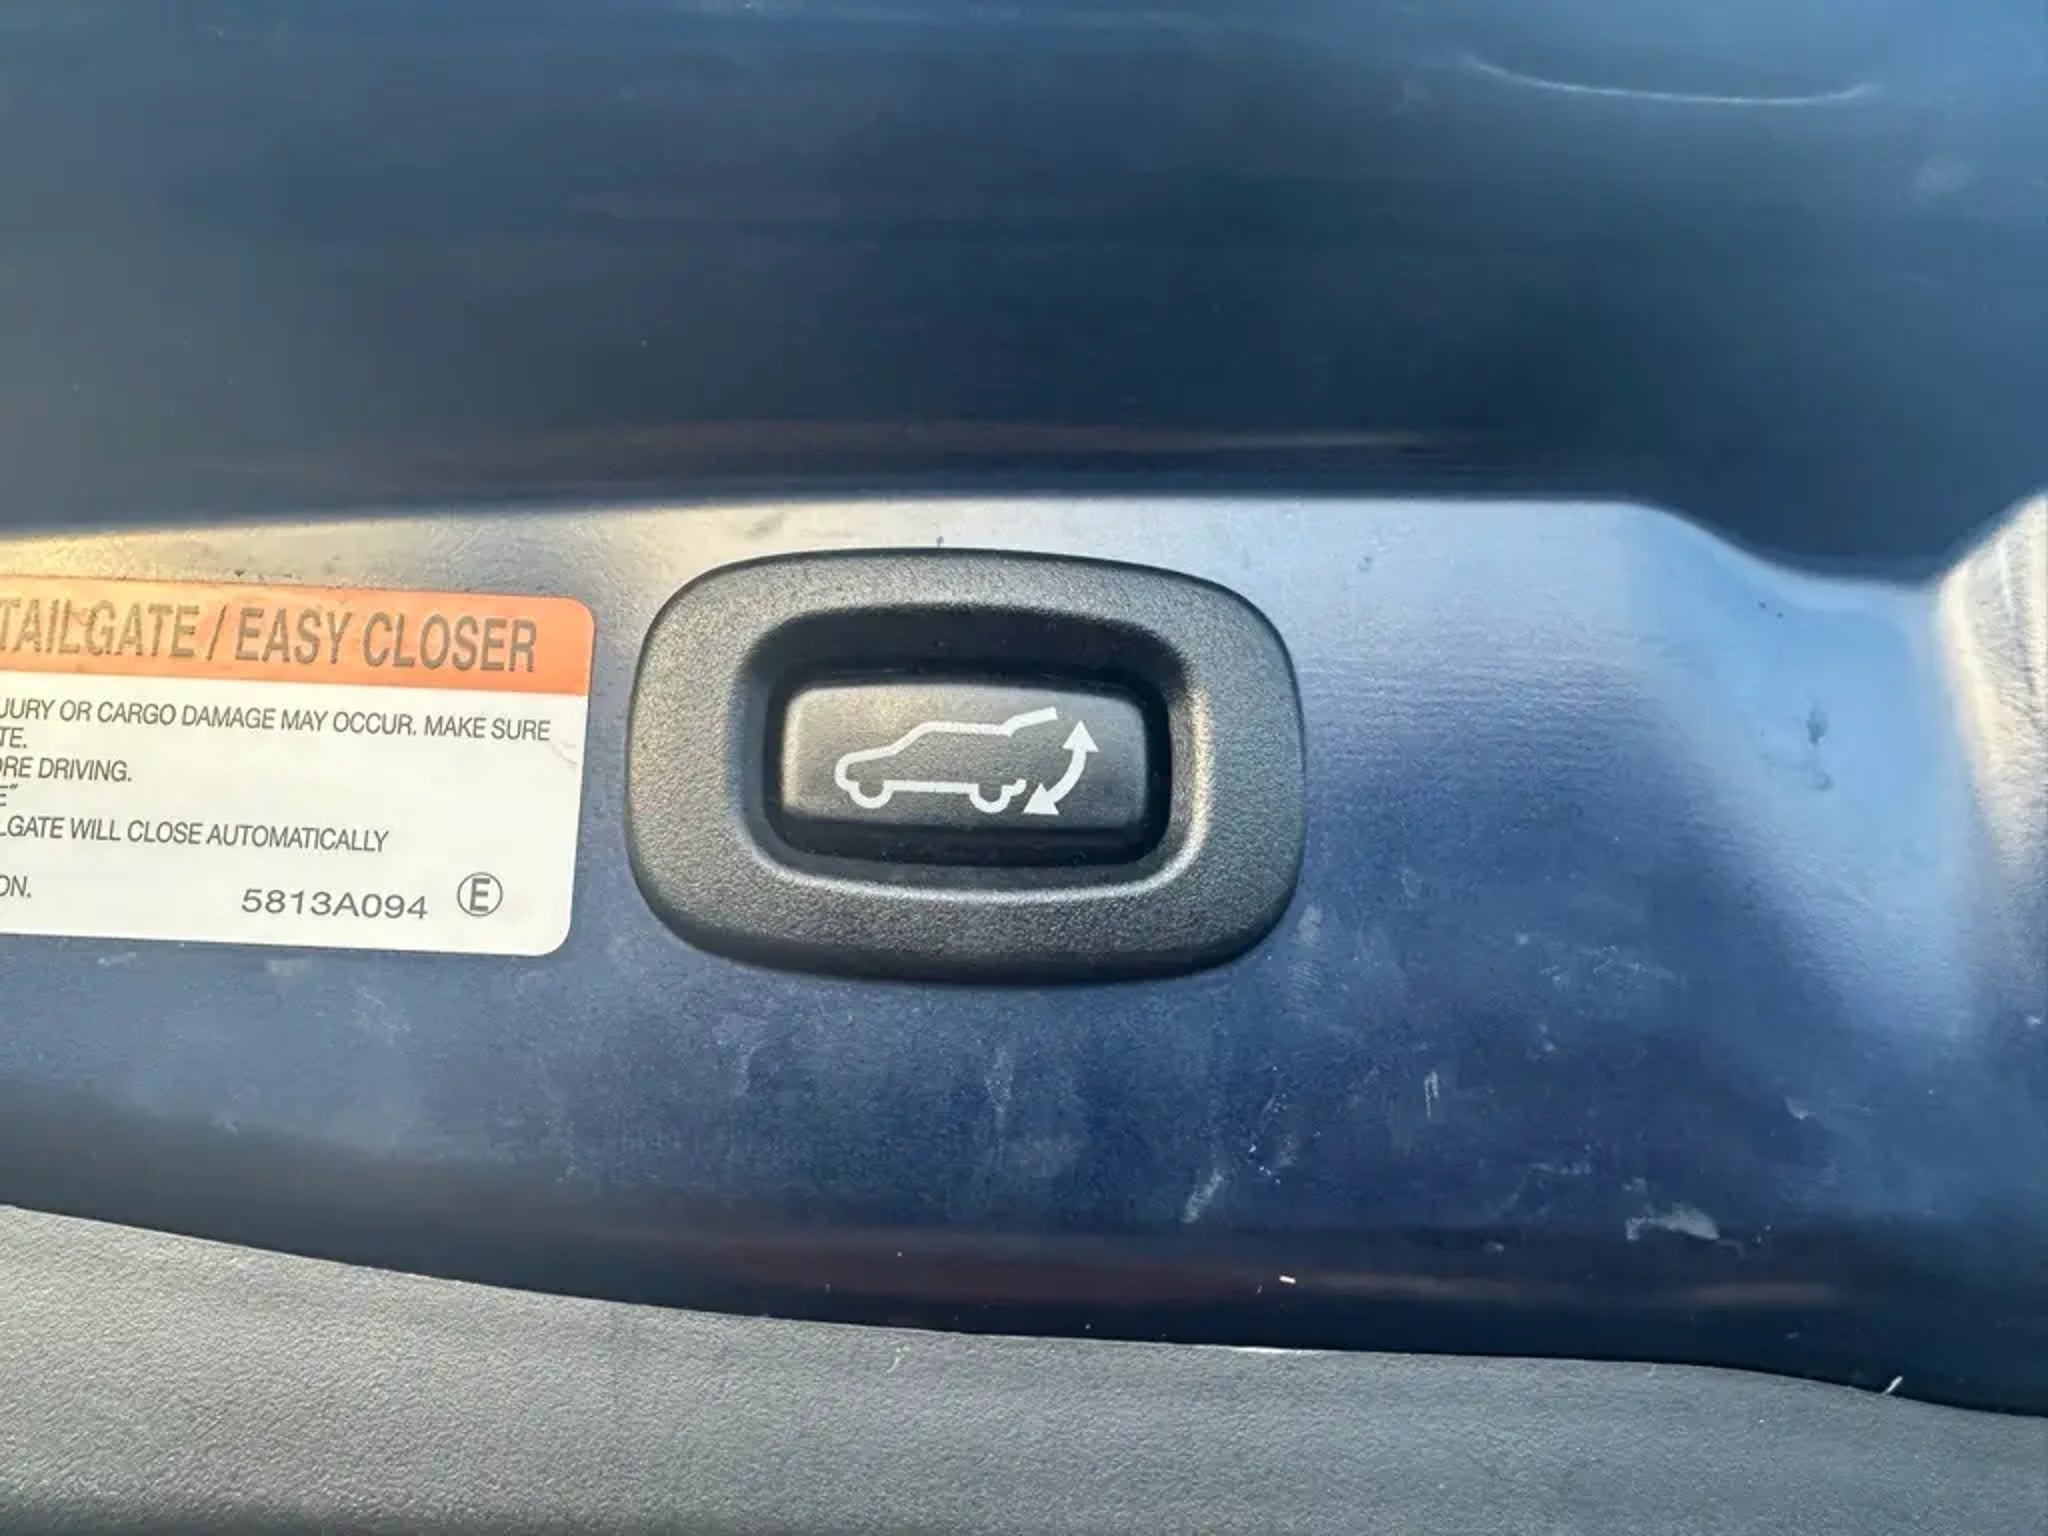 TAILGATE / EASY CLOSER
JURY OR CARGO DAMAGE MAY OCCUR. MAKE SURE
TE.
ORE DRIVING.
E"
LGATE WILL CLOSE AUTOMATICALLY
ON.
5813A094 E